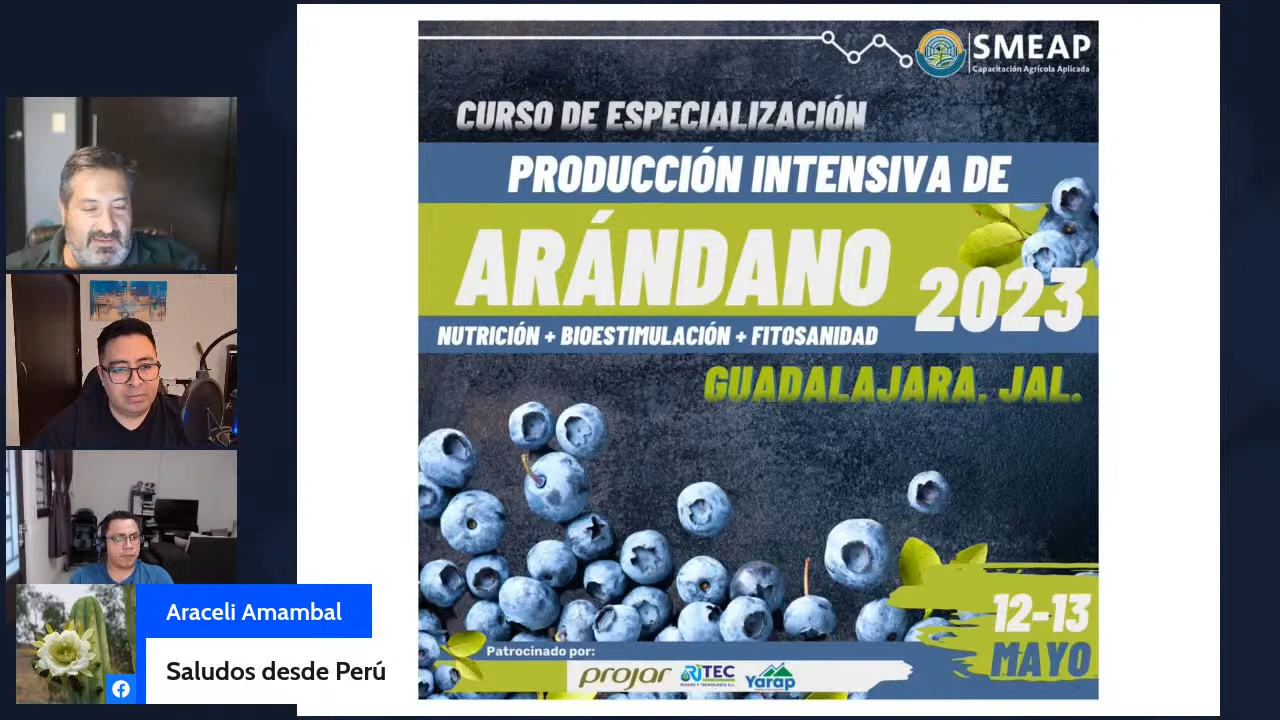 SMEAP
Capacitación Agrícola Aplicada
CURSO DE ESPECIALIZACIÓN
PRODUCCIÓN INTENSIVA DE
ARÁNDANO
2023
NUTRICIÓN + BIOESTIMULACIÓN + FITOSANIDAD
GUADALAJARA, JAL.
12-13
MAYO
Patrocinado por:
projar
RITEC
Yarap
Araceli Amambal
Saludos desde Perú